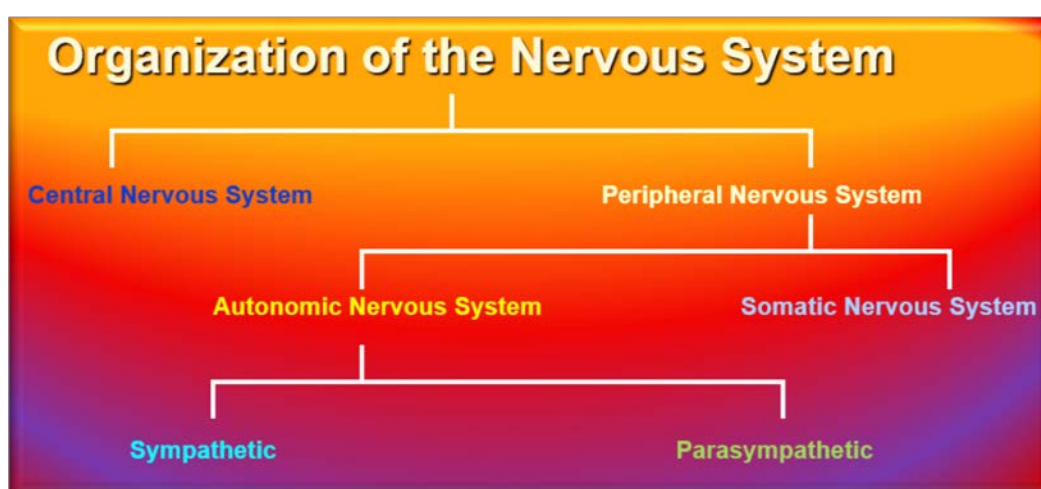 Organization of the Nervous System
Central Nervous System
Peripheral Nervous System
Autonomic Nervous System
Somatic Nervous System
Sympathetic
Parasympathetic